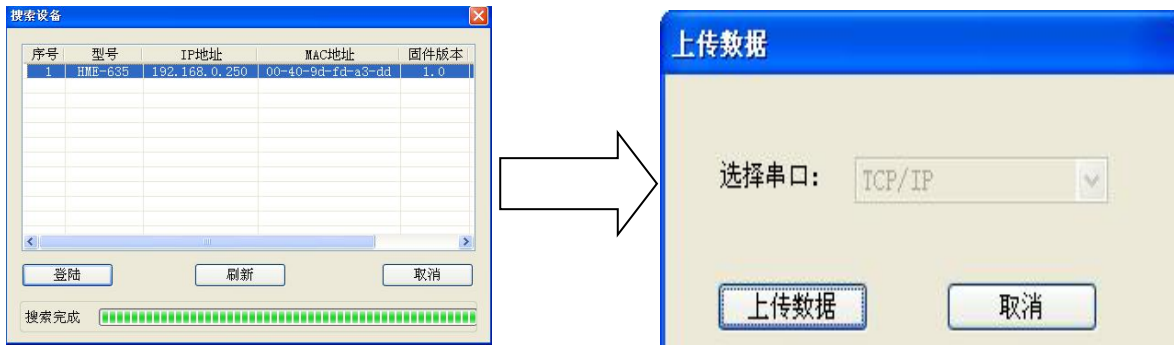 搜索设备
序号 型号 IP地址 MAC地址 固件版本
1 HME-635 192.168.0.250 00-40-9d-fd-a3-dd 1.0
登陆 刷新 取消
搜索完成
上传数据
选择串口: TCP/IP
上传数据 取消